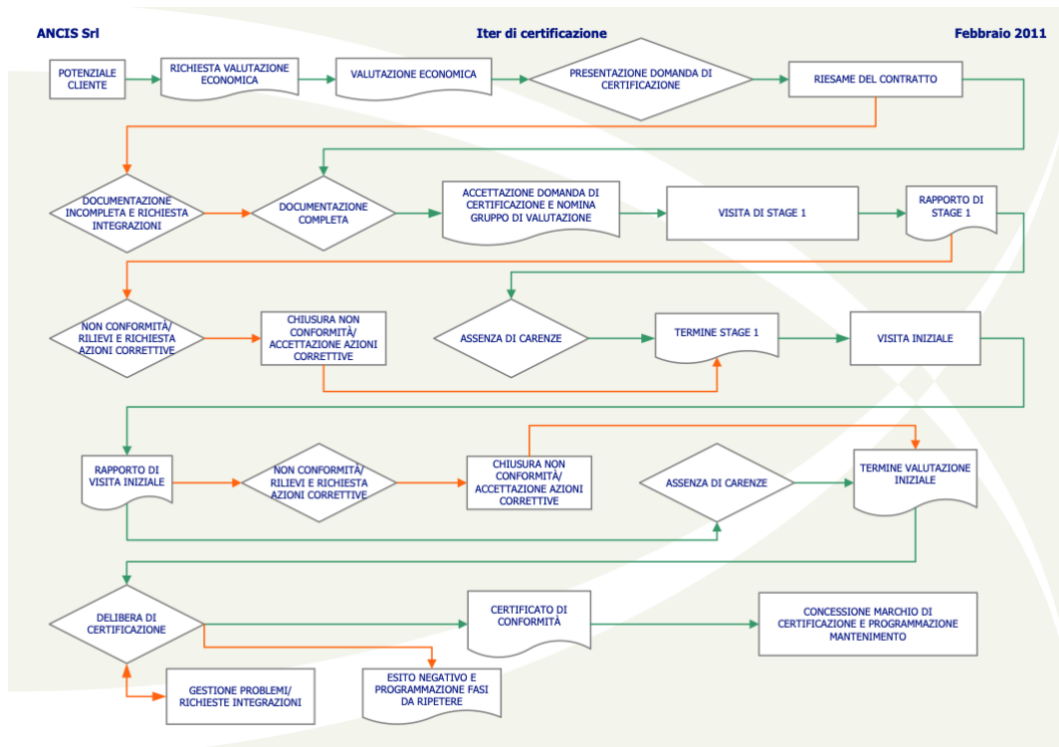 ANCIS Srl
Iter di certificazione
Febbraio 2011
POTENZIALE
CLIENTE
RICHIESTA VALUTAZIONE
ECONOMICA
VALUTAZIONE ECONOMICA
PRESENTAZIONE DOMANDA DI
CERTIFICAZIONE
RIESAME DEL CONTRATTO
DOCUMENTAZIONE
INCOMPLETA E RICHIESTA
INTEGRAZIONI
DOCUMENTAZIONE
COMPLETA
ACCETTAZIONE DOMANDA DI
CERTIFICAZIONE E NOMINA
GRUPPO DI VALUTAZIONE
VISITA DI STAGE 1
RAPPORTO DI
STAGE 1
NON CONFORMITÀ/
RILIEVI E RICHIESTA
AZIONI CORRETTIVE
CHIUSURA NON
CONFORMITÀ/
ACCETTAZIONE AZIONI
CORRETTIVE
ASSENZA DI CARENZE
TERMINE STAGE 1
VISITA INIZIALE
RAPPORTO DI
VISITA INIZIALE
NON CONFORMITÀ/
RILIEVI E RICHIESTA
AZIONI CORRETTIVE
CHIUSURA NON
CONFORMITÀ/
ACCETTAZIONE AZIONI
CORRETTIVE
ASSENZA DI CARENZE
TERMINE VALUTAZIONE
INIZIALE
DELIBERA DI
CERTIFICAZIONE
CERTIFICATO DI
CONFORMITÀ
CONCESSIONE MARCHIO DI
CERTIFICAZIONE E PROGRAMMAZIONE
MANTENIMENTO
GESTIONE PROBLEMI/
RICHIESTE INTEGRAZIONI
ESITO NEGATIVO E
PROGRAMMAZIONE FASI
DA RIPETERE